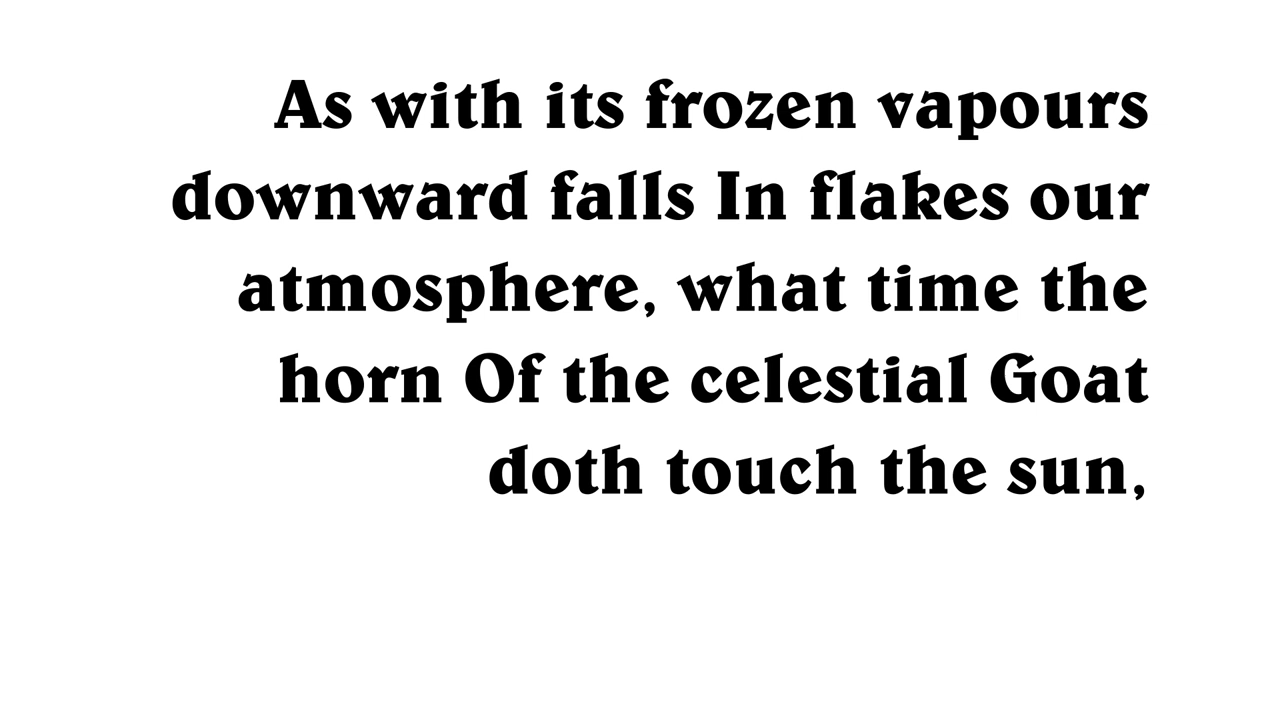 As with its frozen vapours
downward falls In flakes our
atmosphere, what time the
horn Of the celestial Goat
doth touch the sun,